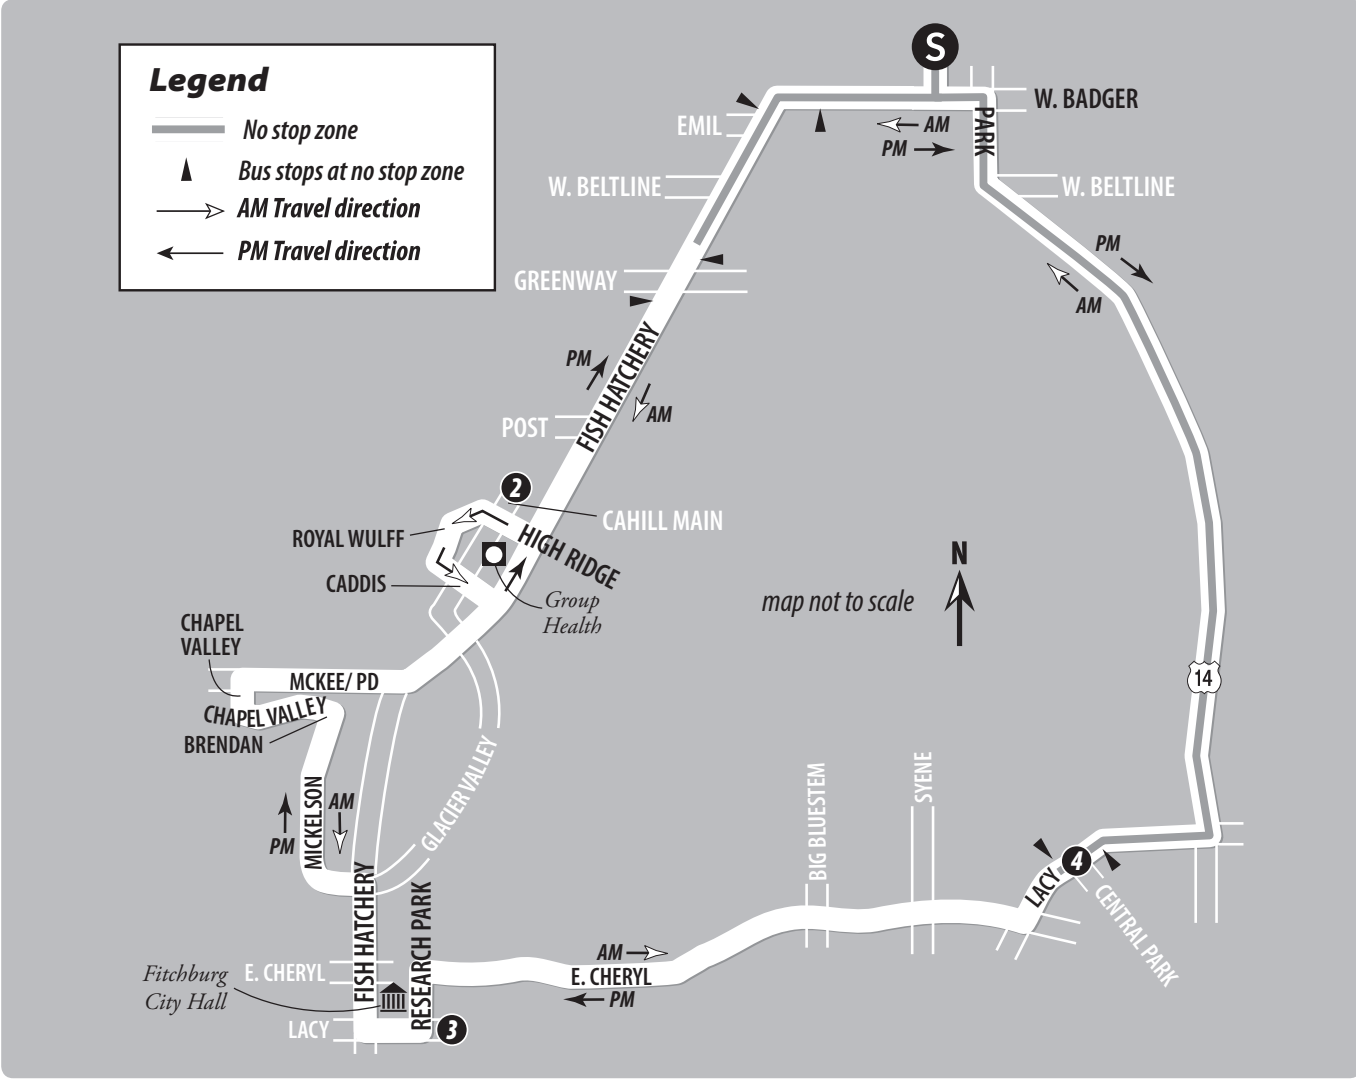 S
Legend
No stop zone
Bus stops at no stop zone
AM Travel direction
PM Travel direction
W. BADGER
EMIL
AM
PM
PARK
W. BELTLINE
W. BELTLINE
PM
AM
GREENWAY
FISH HATCHERY
PM
AM
POST
2
CAHILL MAIN
ROYAL WULFF
HIGH RIDGE
CADDIS
Group
Health
N
map not to scale
CHAPEL
VALLEY
MCKEE/ PD
14
CHAPEL VALLEY
BRENDAN
GLACIER VALLEY
MICKELSON
AM
PM
BIG BLUESTEM
SYENE
4
LACY
CENTRAL PARK
FISH HATCHERY
RESEARCH PARK
AM
E. CHERYL
PM
Fitchburg
City Hall
E. CHERYL
LACY
3